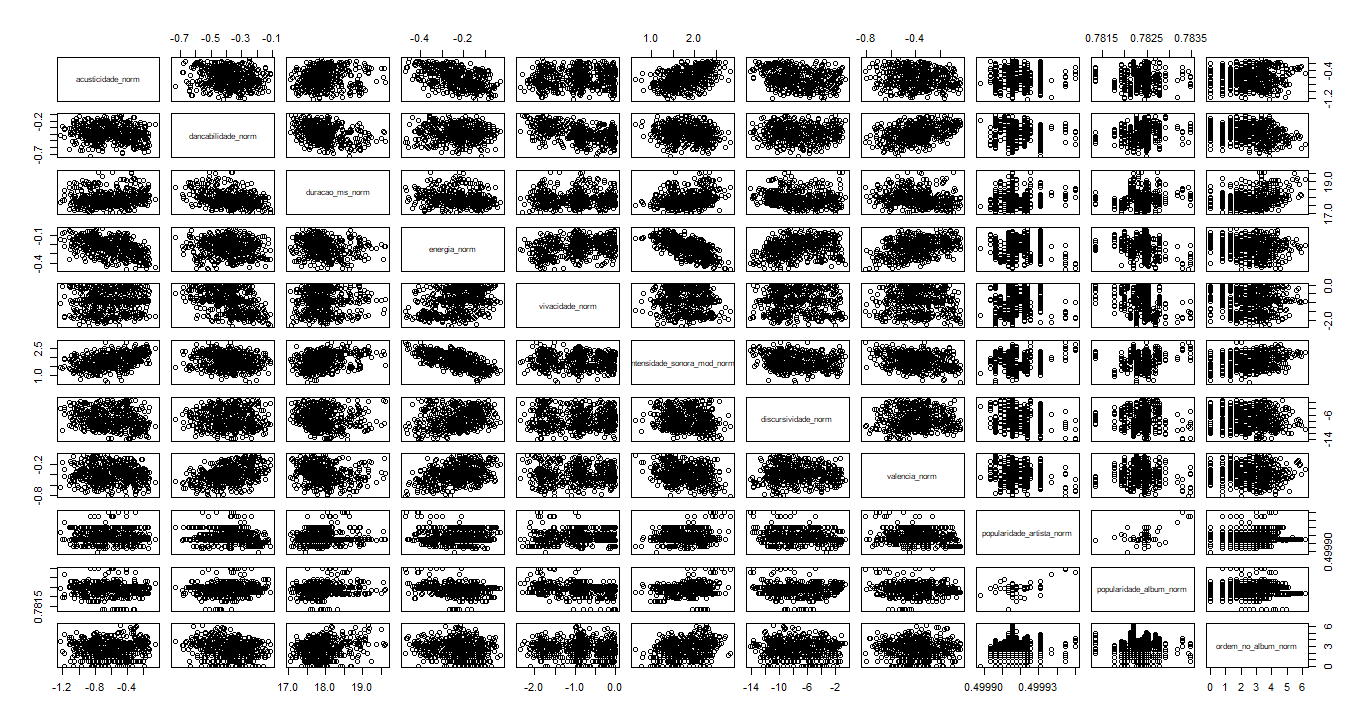 -0.7 -0.5 -0.3 -0.1 -0.4 -0.2 1.0 2.0 -0.8 -0.4 0.7815 0.7825 0.7835
acusticidade_norm -1.2 -0.4
-0.7 -0.2 dancabilidade_norm
duracao_ms_norm 17.0 19.0
-0.4 -0.1 energia_norm
vivacidade_norm -2.0 0.0
1.0 2.5 ntensidade_sonora_mod_norm
discursividade_norm -14 -6
-0.8 -0.2 valencia_norm
popularidade_artista_norm 0.49990
0.7815 popularidade_album_norm
ordem_no_album_norm 0 3 6
-1.2 -0.8 -0.4 17.0 18.0 19.0 -2.0 -1.0 0.0 -14 -10 -6 -2 0.49990 0.49993 0 1 2 3 4 5 6